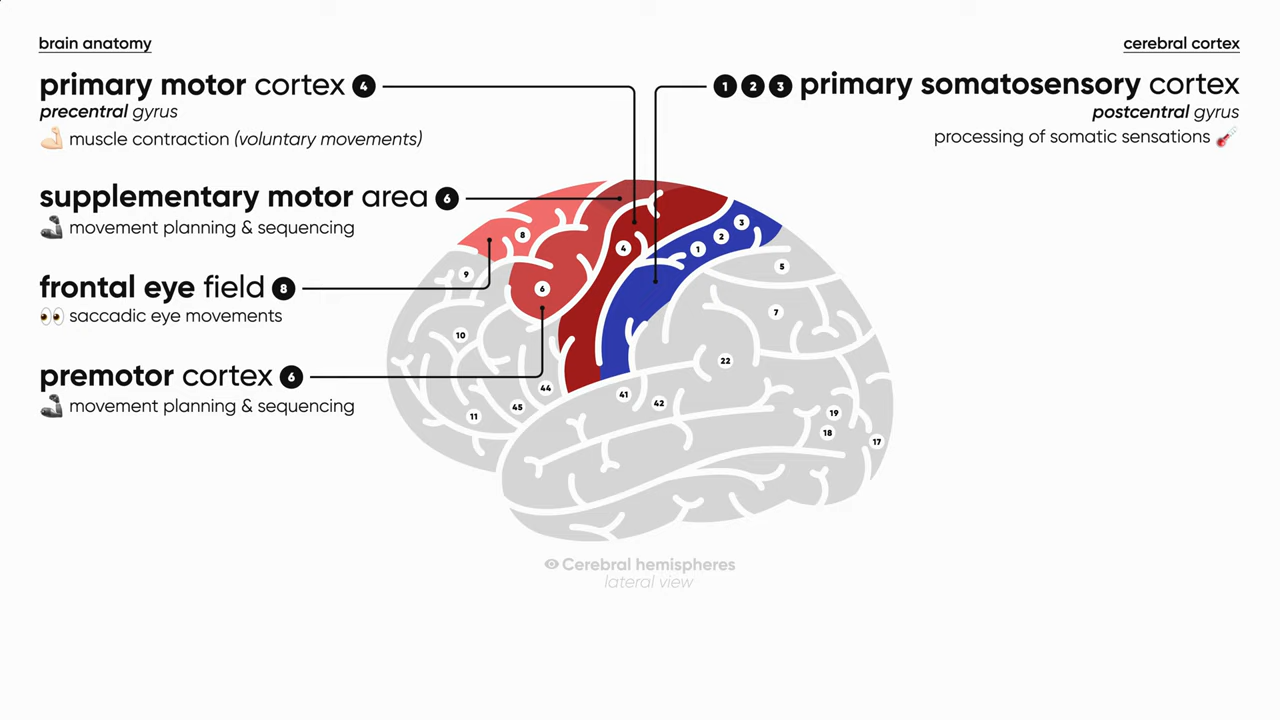 brain anatomy
cerebral cortex
primary motor cortex 4
precentral gyrus
muscle contraction (voluntary movements)
1 2 3 primary somatosensory cortex
postcentral gyrus
processing of somatic sensations
supplementary motor area 6
movement planning & sequencing
frontal eye field 8
saccadic eye movements
premotor cortex 6
movement planning & sequencing
3
8
2
4
1
5
9
6
7
10
22
44
41
42
45
19
11
18
17
Cerebral hemispheres
lateral view